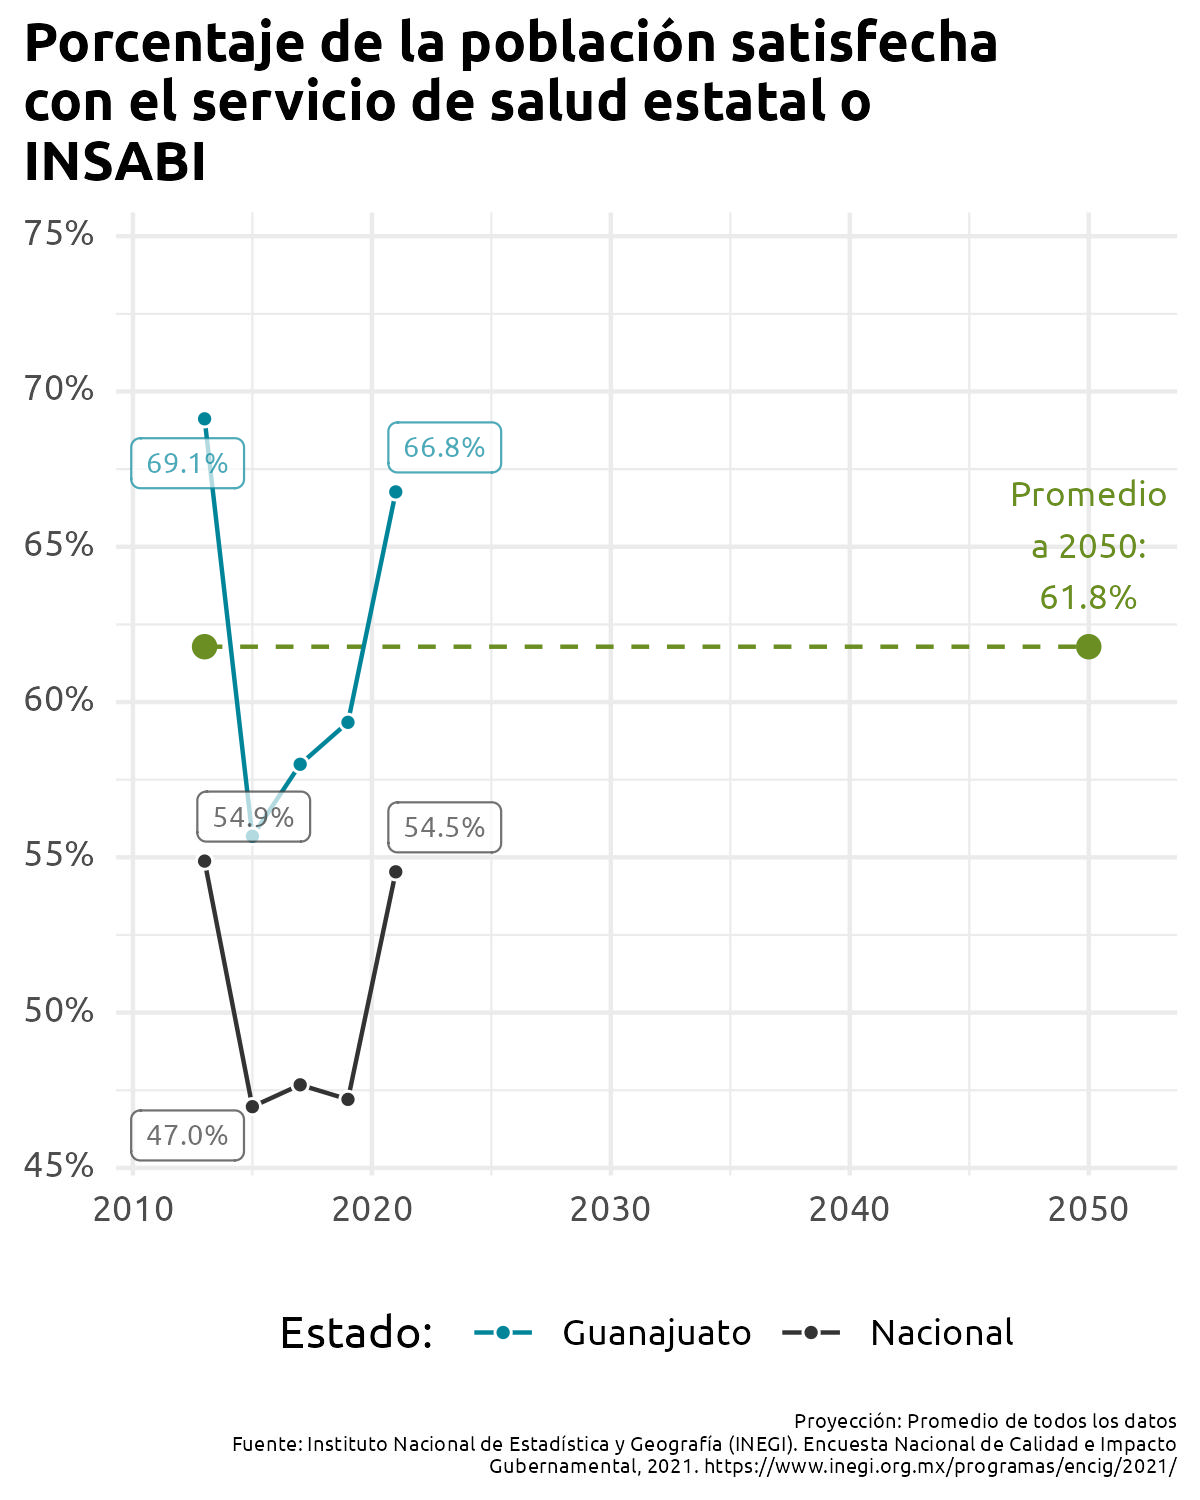 Porcentaje de la población satisfecha
con el servicio de salud estatal o
INSABI
75%
70%
65%
60%
55%
50%
45%
69.1%
66.8%
Promedio
a 2050:
61.8%
54.9%
54.5%
47.0%
2010 2020 2030 2040 2050
Estado: Guanajuato Nacional
Proyección: Promedio de todos los datos
Fuente: Instituto Nacional de Estadística y Geografía (INEGI). Encuesta Nacional de Calidad e Impacto
Gubernamental, 2021. https://www.inegi.org.mx/programas/encig/2021/